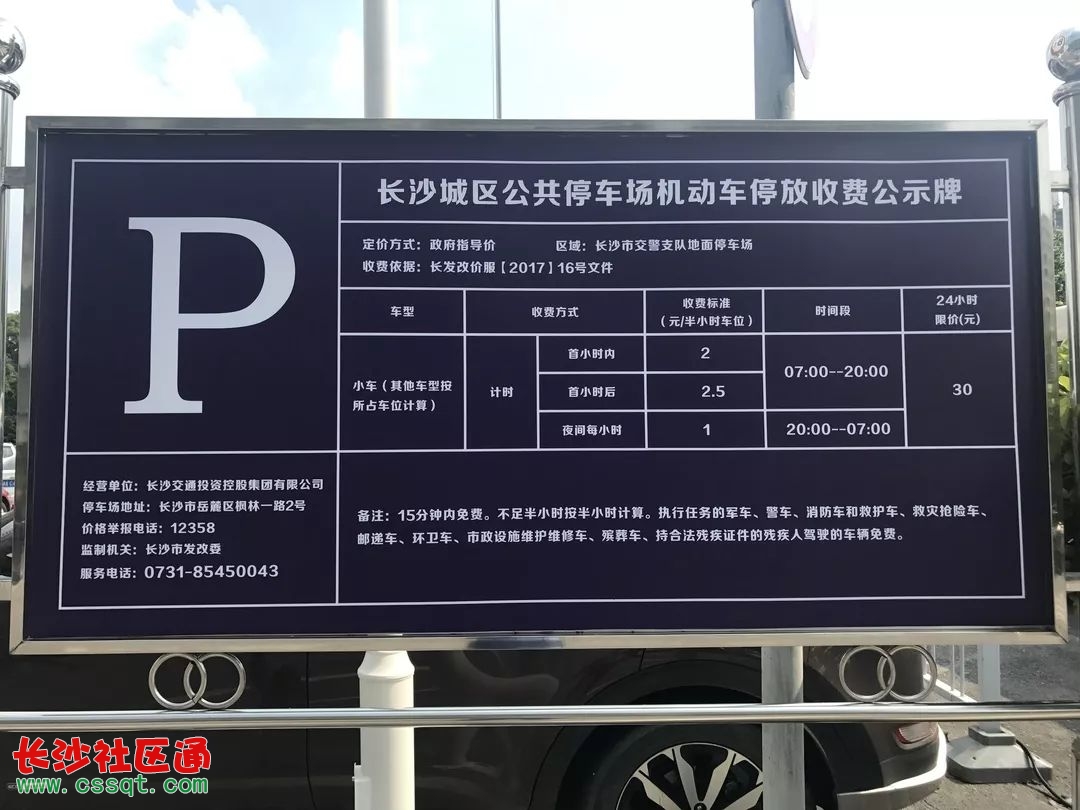 P
长沙城区公共停车场机动车停放收费公示牌
定价方式：政府指导价 区域：长沙市交警支队地面停车场
收费依据：长发改价服【2017】16号文件
车型 收费方式 收费标准（元/半小时车位） 时间段 24小时限价(元)
小车（其他车型按所占车位计算） 计时 首小时内 2 07:00--20:00 30
首小时后 2.5
夜间每小时 1 20:00--07:00
经营单位：长沙交通投资控股集团有限公司
停车场地址：长沙市岳麓区枫林一路2号
价格举报电话：12358
监制机关：长沙市发改委
服务电话：0731-85450043
备注：15分钟内免费。不足半小时按半小时计算。执行任务的军车、警车、消防车和救护车、救灾抢险车、
邮递车、环卫车、市政设施维护维修车、殡葬车、持合法残疾证件的残疾人驾驶的车辆免费。
长沙社区通
www.cssqt.com